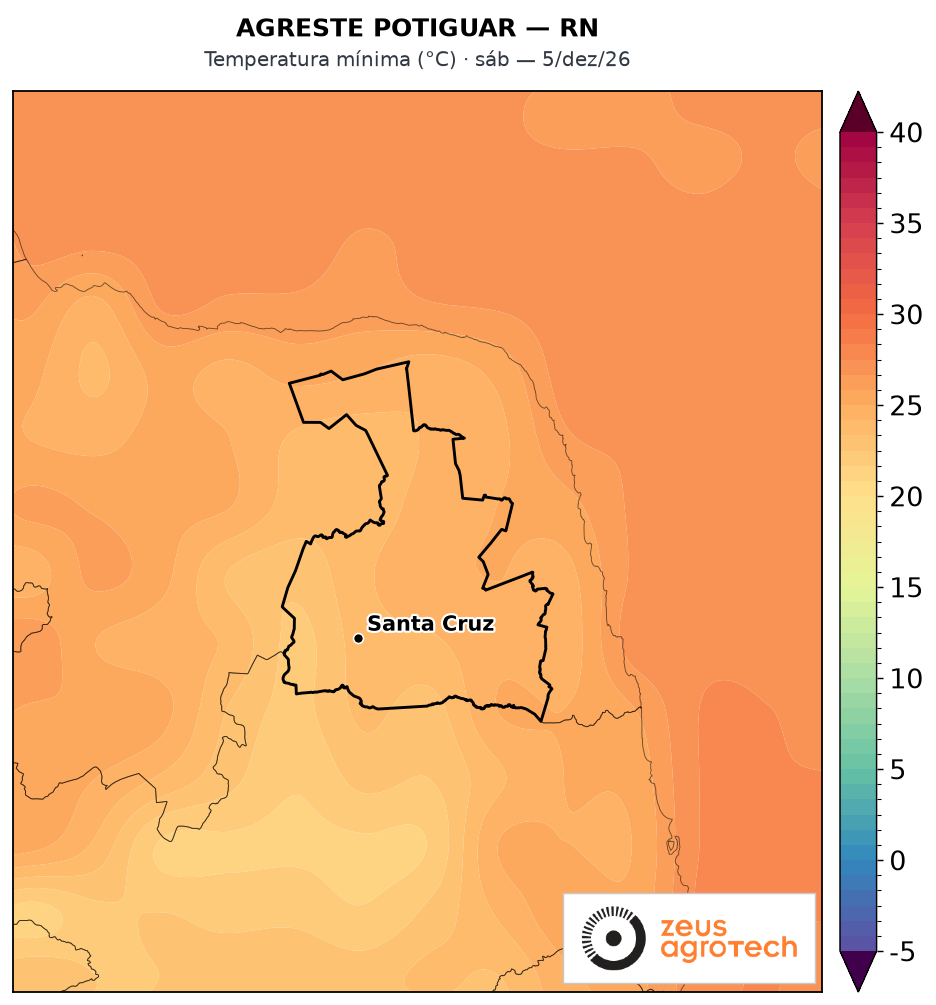 AGRESTE POTIGUAR — RN
Temperatura mínima (°C) · sáb — 5/dez/26
40
35
30
25
20
15
10
5
0
-5
Santa Cruz
zeus
agrotech